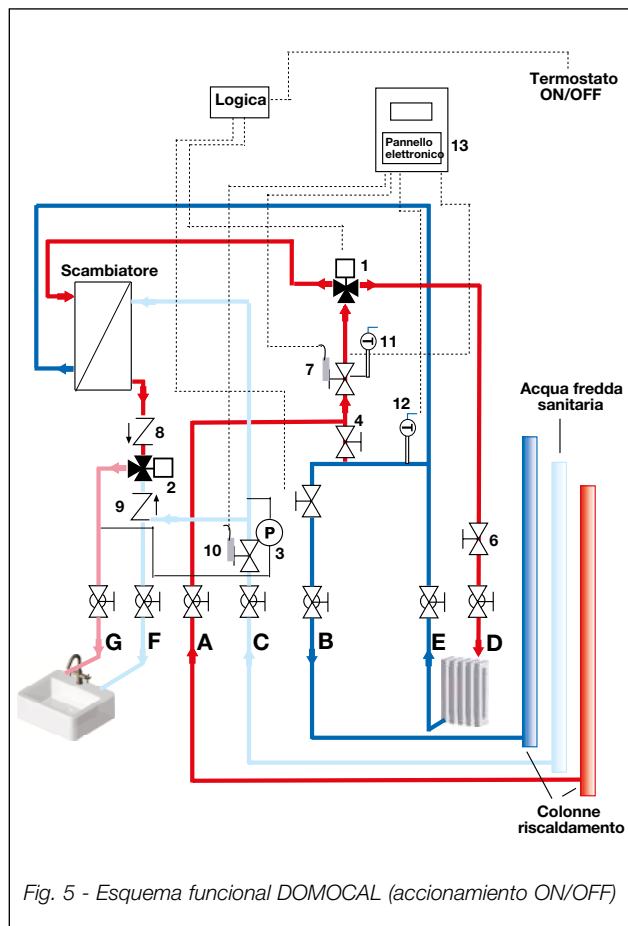 Termostato
ON/OFF
Logica
Pannello
elettronico
13
1
Scambiatore
11
7
Acqua fredda
sanitaria
12
4
8
2
9
P
10
3
6
G
F
A
C
B
E
D
T
T
Colonne
riscaldamento
Fig. 5 - Esquema funcional DOMOCAL (accionamiento ON/OFF)